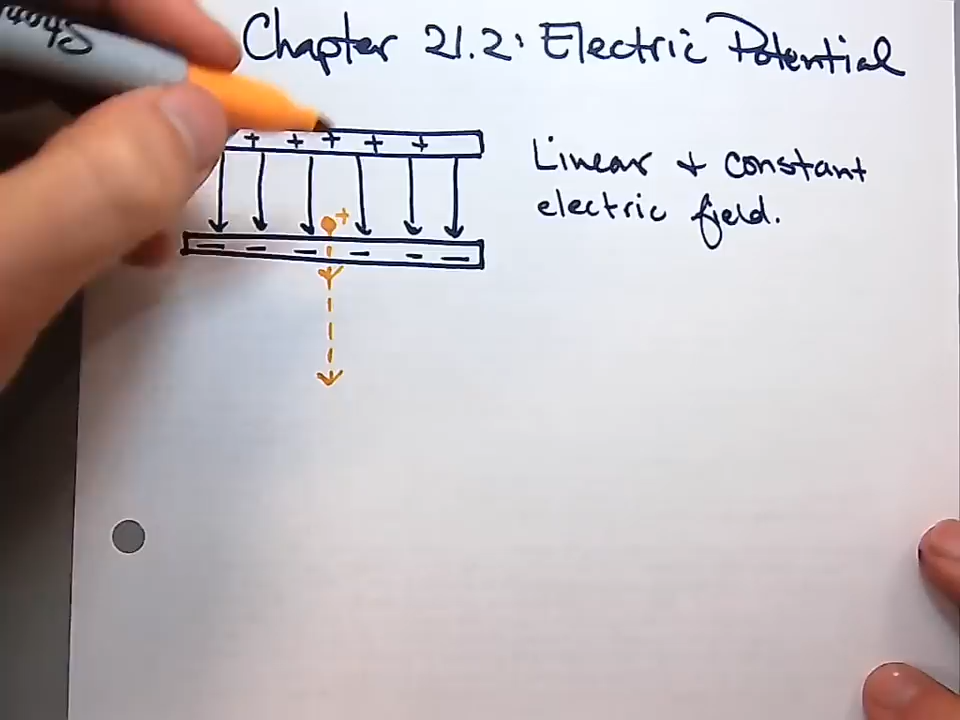 Chapter 21.2: Electric Potential
+ + + + +
Linear + constant
electric field.
+
− − − − − −